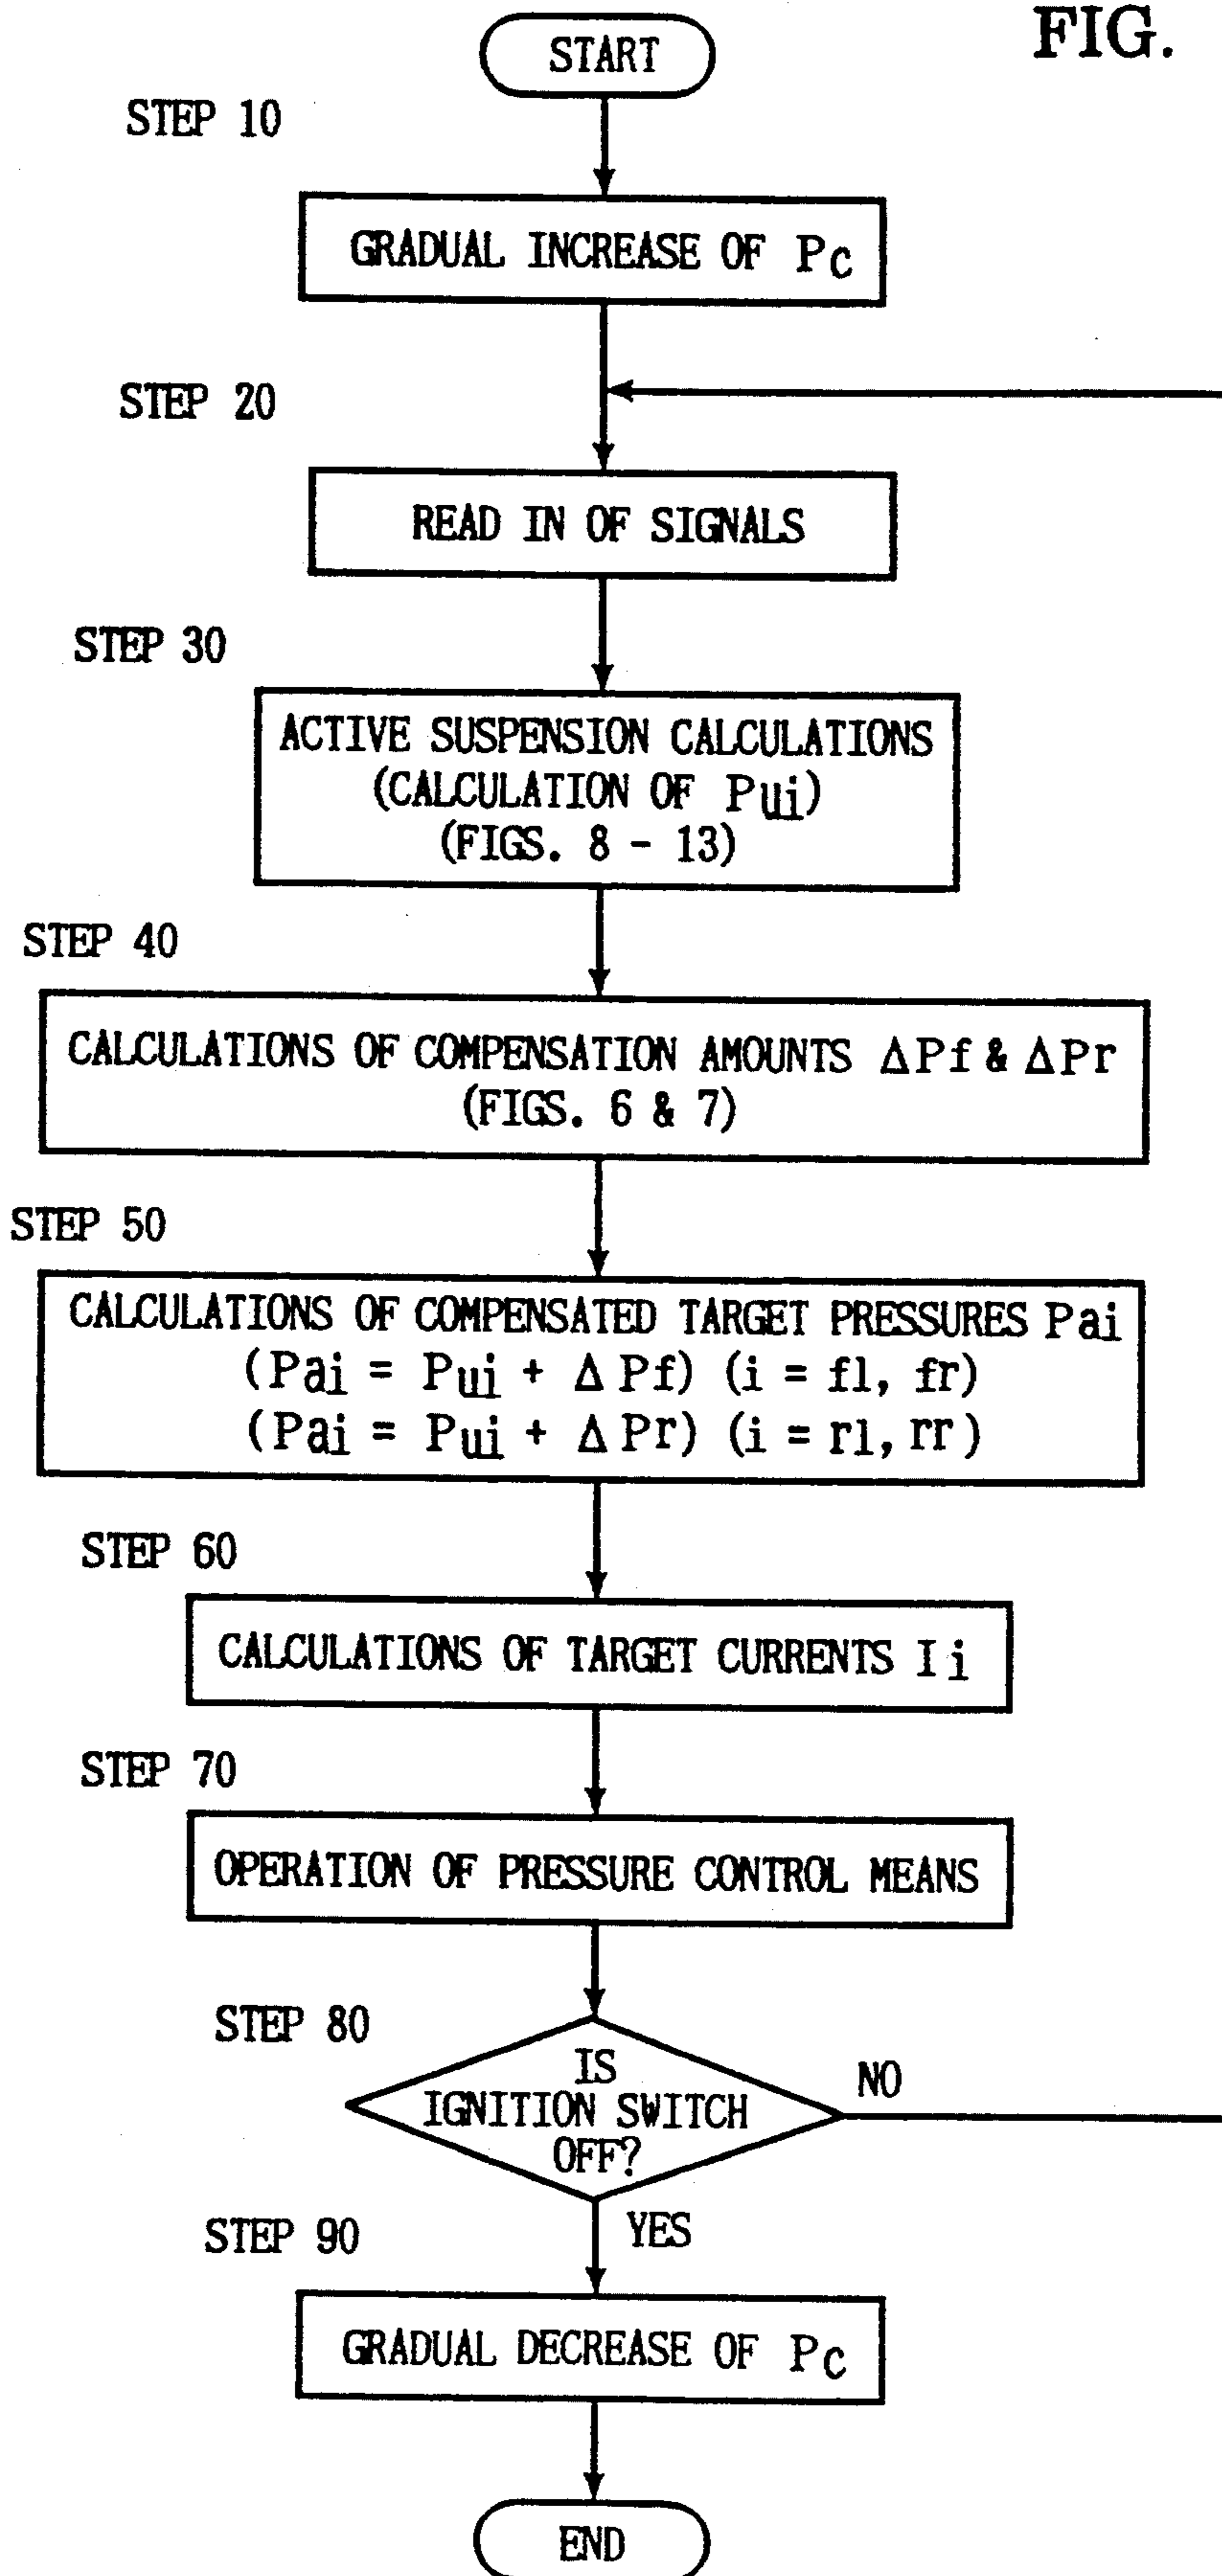 FIG.
START
STEP 10
GRADUAL INCREASE OF Pc
STEP 20
READ IN OF SIGNALS
STEP 30
ACTIVE SUSPENSION CALCULATIONS
(CALCULATION OF Pui)
(FIGS. 8 - 13)
STEP 40
CALCULATIONS OF COMPENSATION AMOUNTS ΔPf & ΔPr
(FIGS. 6 & 7)
STEP 50
CALCULATIONS OF COMPENSATED TARGET PRESSURES Pai
(Pai = Pui + ΔPf) (i = fl, fr)
(Pai = Pui + ΔPr) (i = rl, rr)
STEP 60
CALCULATIONS OF TARGET CURRENTS Ii
STEP 70
OPERATION OF PRESSURE CONTROL MEANS
STEP 80
IS
IGNITION SWITCH
OFF?
NO
YES
STEP 90
GRADUAL DECREASE OF Pc
END